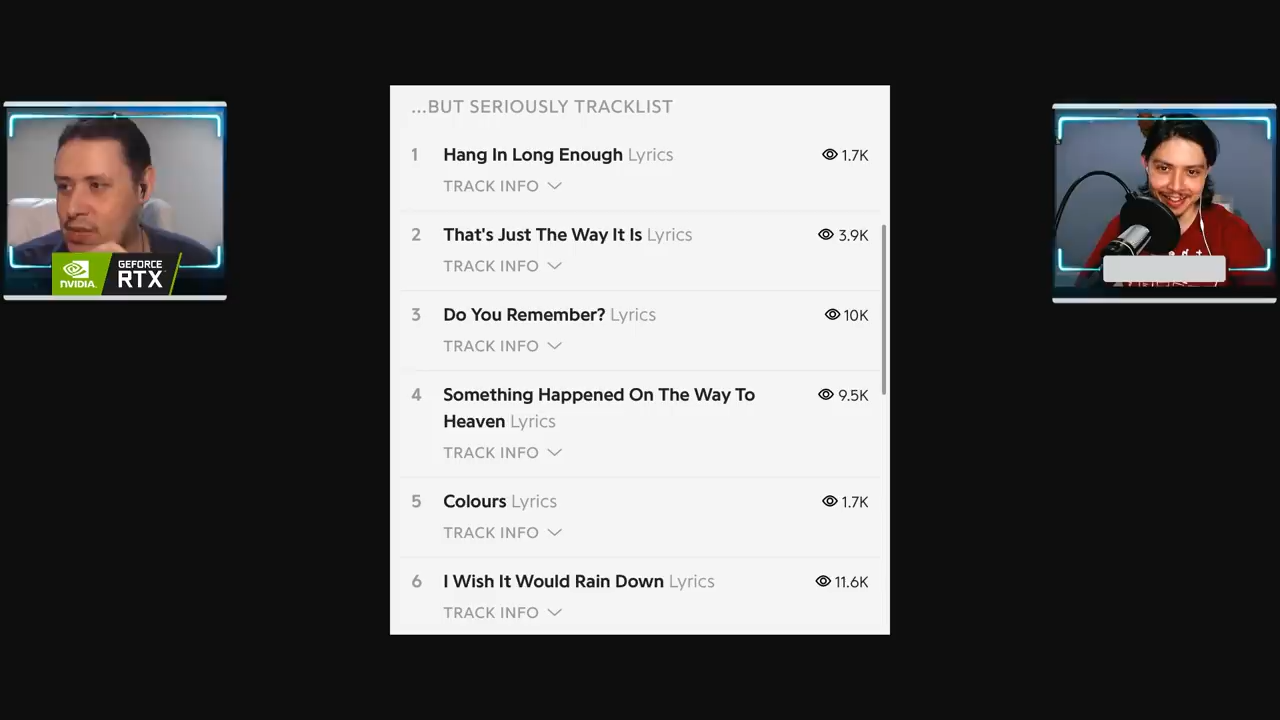 ...BUT SERIOUSLY TRACKLIST
1 Hang In Long Enough Lyrics 1.7K
TRACK INFO
2 That's Just The Way It Is Lyrics 3.9K
TRACK INFO
3 Do You Remember? Lyrics 10K
TRACK INFO
4 Something Happened On The Way To
Heaven Lyrics 9.5K
TRACK INFO
5 Colours Lyrics 1.7K
TRACK INFO
6 I Wish It Would Rain Down Lyrics 11.6K
TRACK INFO
NVIDIA.
GEFORCE
RTX